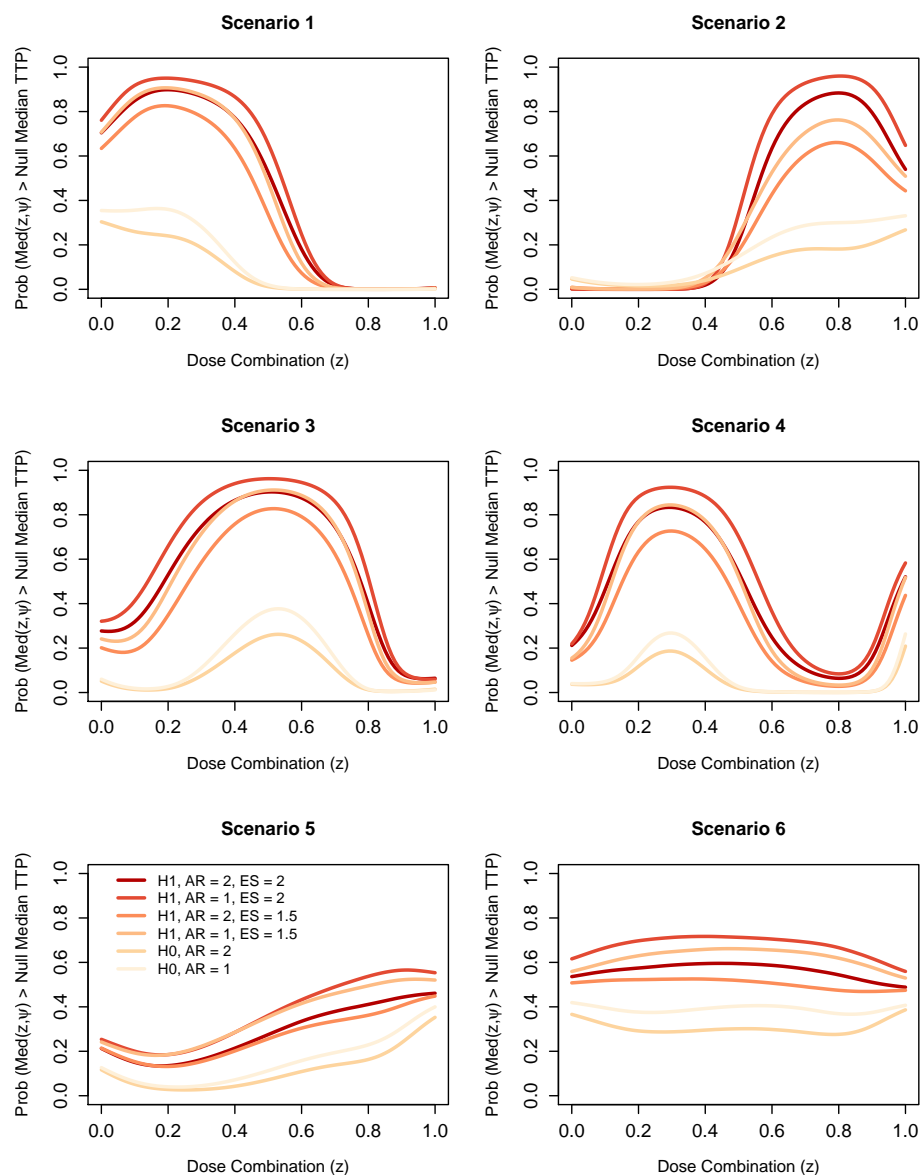 Scenario 1
Prob (Med(z,ψ) > Null Median TTP)
0.0 0.2 0.4 0.6 0.8 1.0
0.0 0.2 0.4 0.6 0.8 1.0
Dose Combination (z)
Scenario 2
Prob (Med(z,ψ) > Null Median TTP)
0.0 0.2 0.4 0.6 0.8 1.0
0.0 0.2 0.4 0.6 0.8 1.0
Dose Combination (z)
Scenario 3
Prob (Med(z,ψ) > Null Median TTP)
0.0 0.2 0.4 0.6 0.8 1.0
0.0 0.2 0.4 0.6 0.8 1.0
Dose Combination (z)
Scenario 4
Prob (Med(z,ψ) > Null Median TTP)
0.0 0.2 0.4 0.6 0.8 1.0
0.0 0.2 0.4 0.6 0.8 1.0
Dose Combination (z)
Scenario 5
Prob (Med(z,ψ) > Null Median TTP)
0.0 0.2 0.4 0.6 0.8 1.0
H1, AR = 2, ES = 2
H1, AR = 1, ES = 2
H1, AR = 2, ES = 1.5
H1, AR = 1, ES = 1.5
H0, AR = 2
H0, AR = 1
0.0 0.2 0.4 0.6 0.8 1.0
Dose Combination (z)
Scenario 6
Prob (Med(z,ψ) > Null Median TTP)
0.0 0.2 0.4 0.6 0.8 1.0
0.0 0.2 0.4 0.6 0.8 1.0
Dose Combination (z)